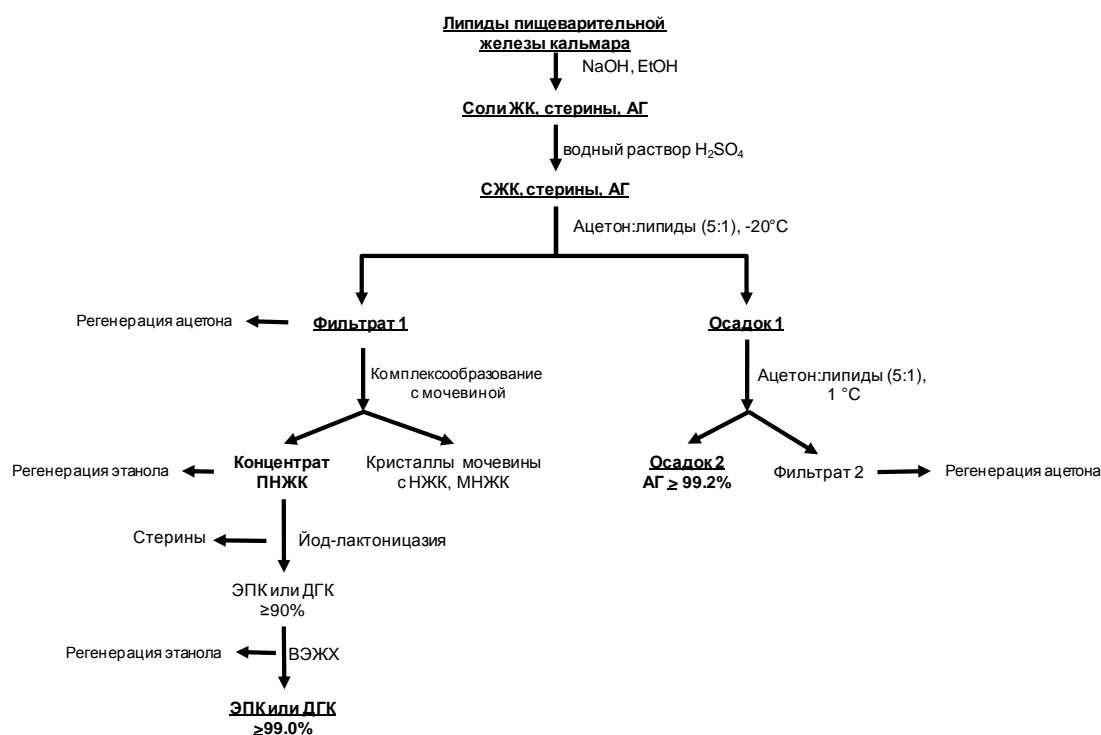 Липиды пищеварительной
железы кальмара
NaOH, EtOH
Соли ЖК, стерины, АГ
водный раствор H₂SO₄
СЖК, стерины, АГ
Ацетон:липиды (5:1), -20°C
Регенерация ацетона
Фильтрат 1
Осадок 1
Комплексообразование
с мочевиной
Ацетон:липиды (5:1),
1 °C
Регенерация этанола
Концентрат
ПНЖК
Кристаллы мочевины
с НЖК, МНЖК
Осадок 2
АГ ≥ 99.2%
Фильтрат 2
Регенерация ацетона
Стерины
Йод-лактоницазия
ЭПК или ДГК
≥90%
Регенерация этанола
ВЭЖХ
ЭПК или ДГК
≥99.0%